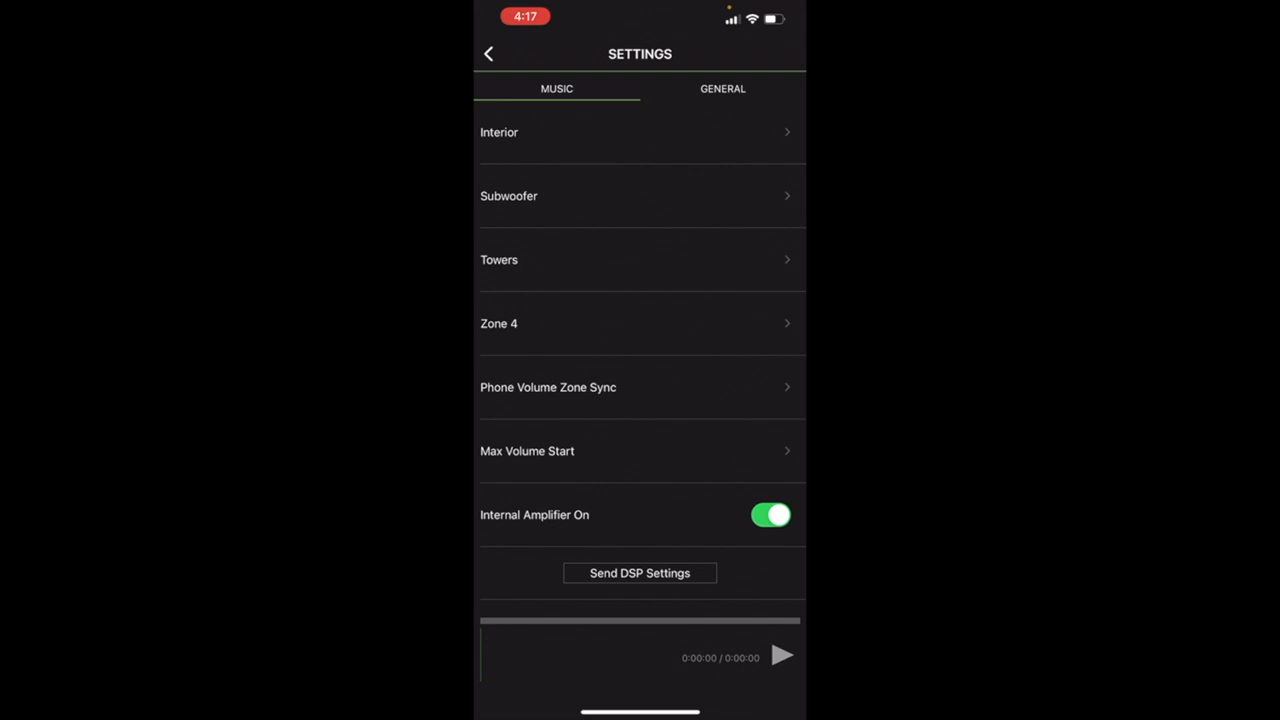 4:17
SETTINGS
MUSIC
GENERAL
Interior
Subwoofer
Towers
Zone 4
Phone Volume Zone Sync
Max Volume Start
Internal Amplifier On
Send DSP Settings
0:00:00 / 0:00:00